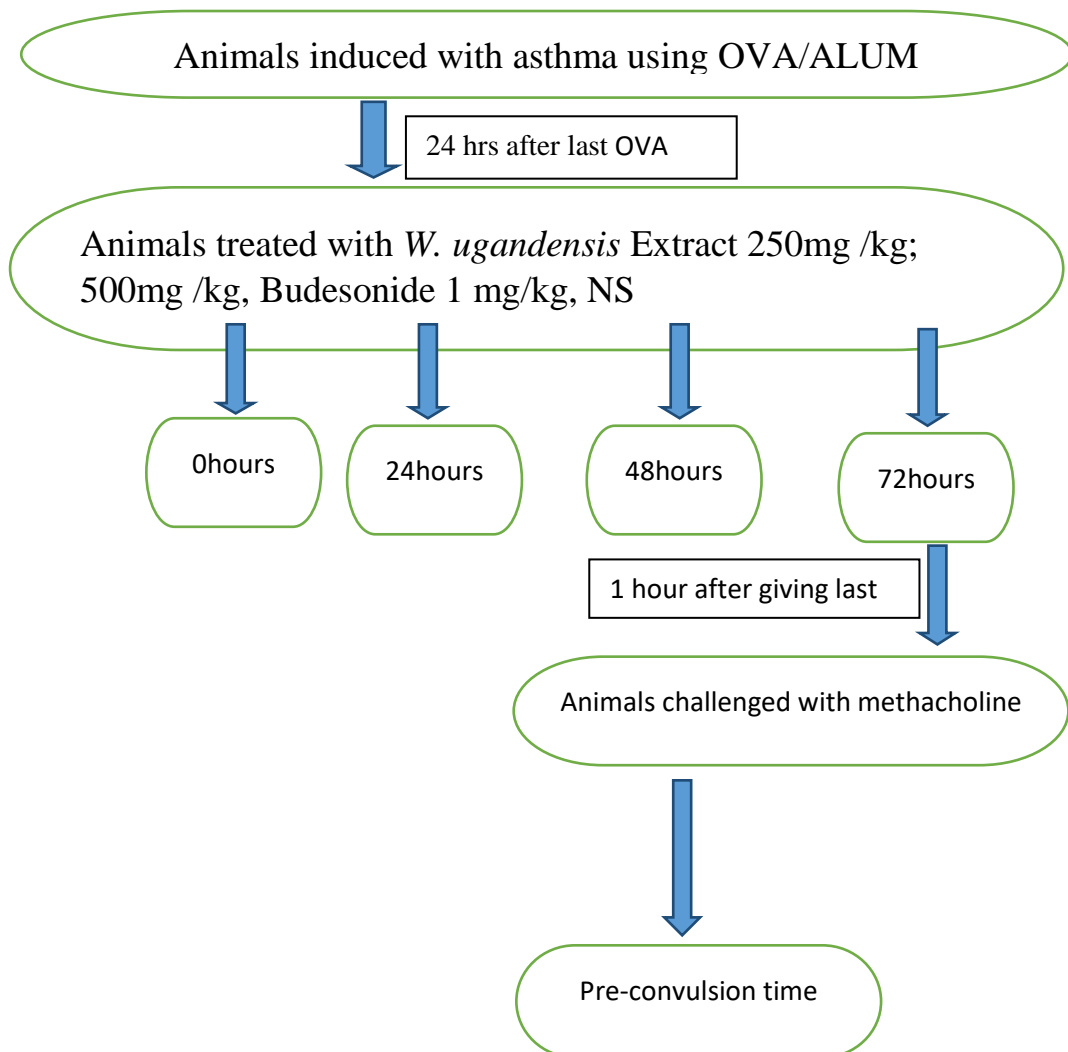 Animals induced with asthma using OVA/ALUM
24 hrs after last OVA
Animals treated with W. ugandensis Extract 250mg /kg;
500mg /kg, Budesonide 1 mg/kg, NS
0hours
24hours
48hours
72hours
1 hour after giving last
Animals challenged with methacholine
Pre-convulsion time